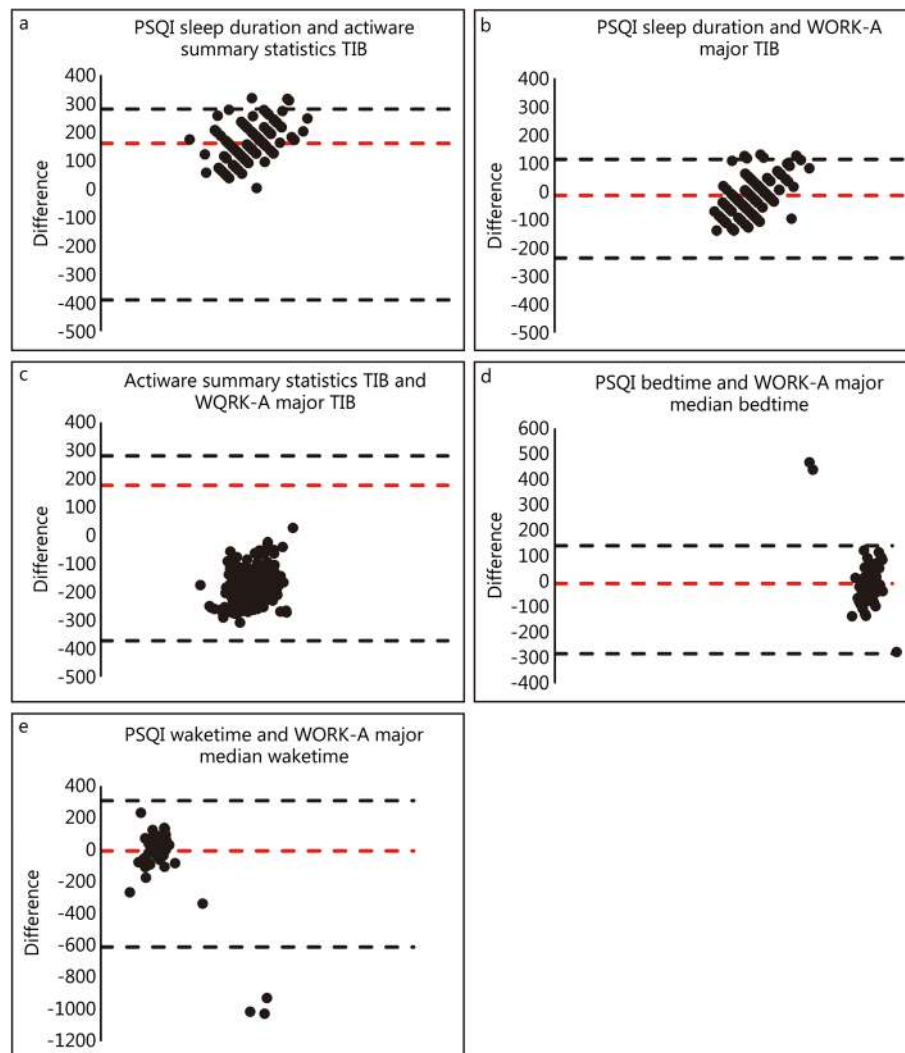 a
PSQI sleep duration and actiware
summary statistics TIB
400
300
200
100
0
-100
-200
-300
-400
-500
Difference
b
PSQI sleep duration and WORK-A
major TIB
400
300
200
100
0
-100
-200
-300
-400
-500
Difference
c
Actiware summary statistics TIB and
WQRK-A major TIB
400
300
200
100
0
-100
-200
-300
-400
-500
Difference
d
PSQI bedtime and WORK-A major
median bedtime
600
500
400
300
200
100
0
-100
-200
-300
-400
Difference
e
PSQI waketime and WORK-A major
median waketime
400
200
0
-200
-400
-600
-800
-1000
-1200
Difference